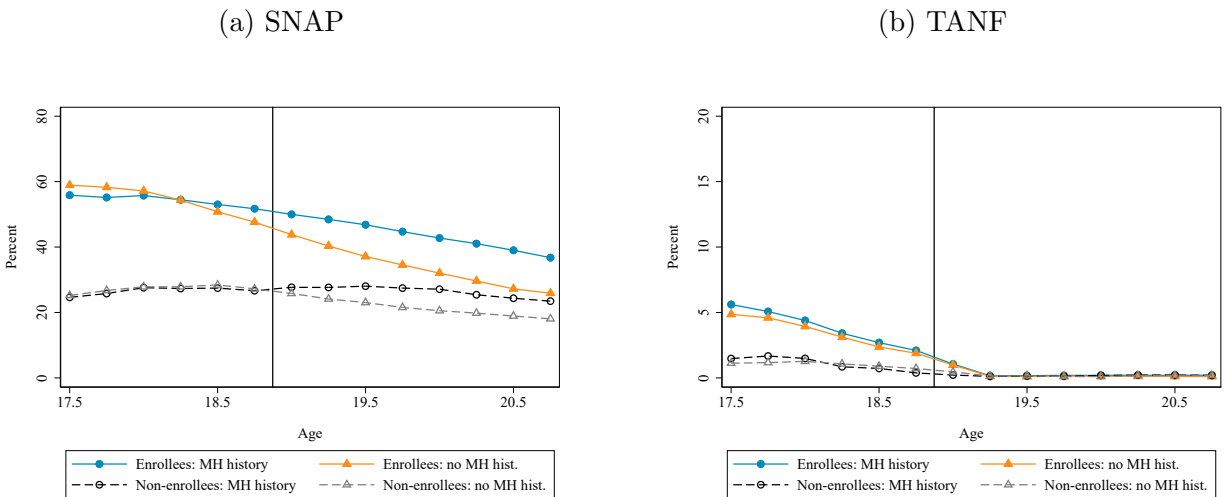 (a) SNAP
(b) TANF
80
60
40
20
0
Percent
17.5 18.5 19.5 20.5
Age
Enrollees: MH history Enrollees: no MH hist.
Non-enrollees: MH history Non-enrollees: no MH hist.
20
15
10
5
0
Percent
17.5 18.5 19.5 20.5
Age
Enrollees: MH history Enrollees: no MH hist.
Non-enrollees: MH history Non-enrollees: no MH hist.